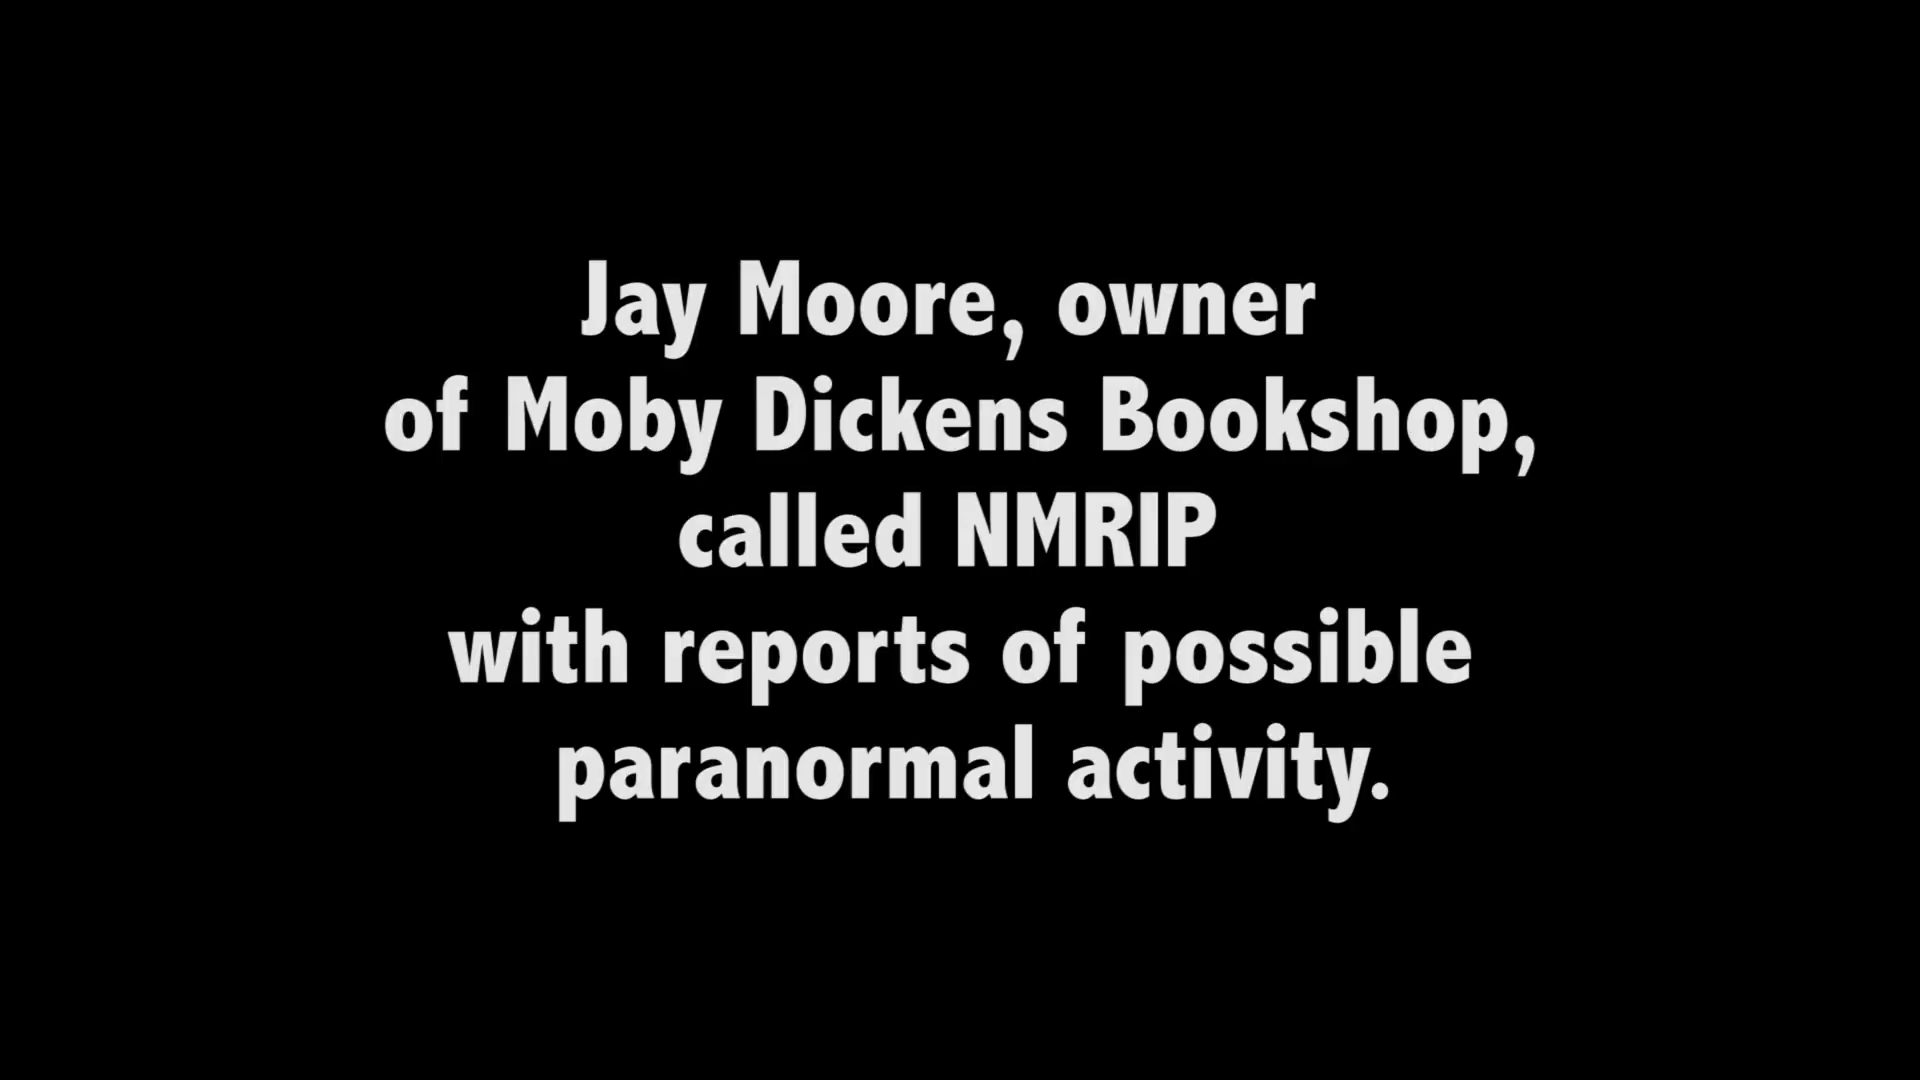 Jay Moore, owner
of Moby Dickens Bookshop,
called NMRIP
with reports of possible
paranormal activity.